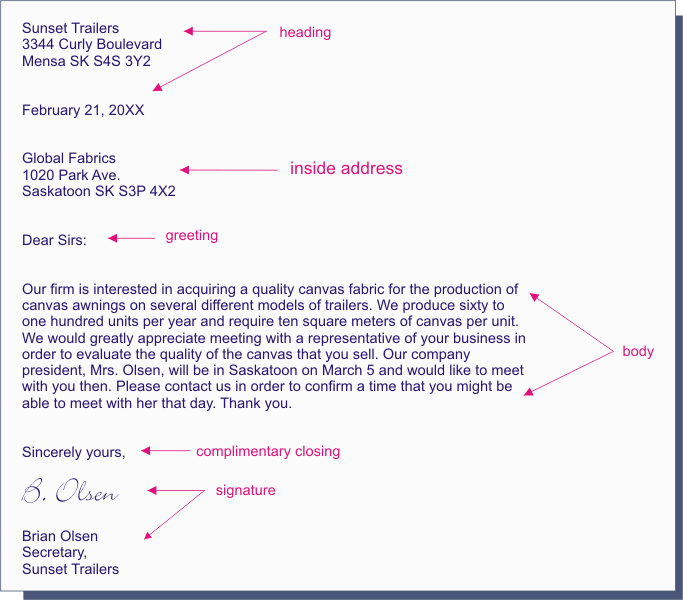 Sunset Trailers
3344 Curly Boulevard
Mensa SK S4S 3Y2
heading
February 21, 20XX
Global Fabrics
1020 Park Ave.
Saskatoon SK S3P 4X2
inside address
Dear Sirs:
greeting
Our firm is interested in acquiring a quality canvas fabric for the production of
canvas awnings on several different models of trailers. We produce sixty to
one hundred units per year and require ten square meters of canvas per unit.
We would greatly appreciate meeting with a representative of your business in
order to evaluate the quality of the canvas that you sell. Our company
president, Mrs. Olsen, will be in Saskatoon on March 5 and would like to meet
with you then. Please contact us in order to confirm a time that you might be
able to meet with her that day. Thank you.
body
Sincerely yours,
complimentary closing
B. Olsen
signature
Brian Olsen
Secretary,
Sunset Trailers